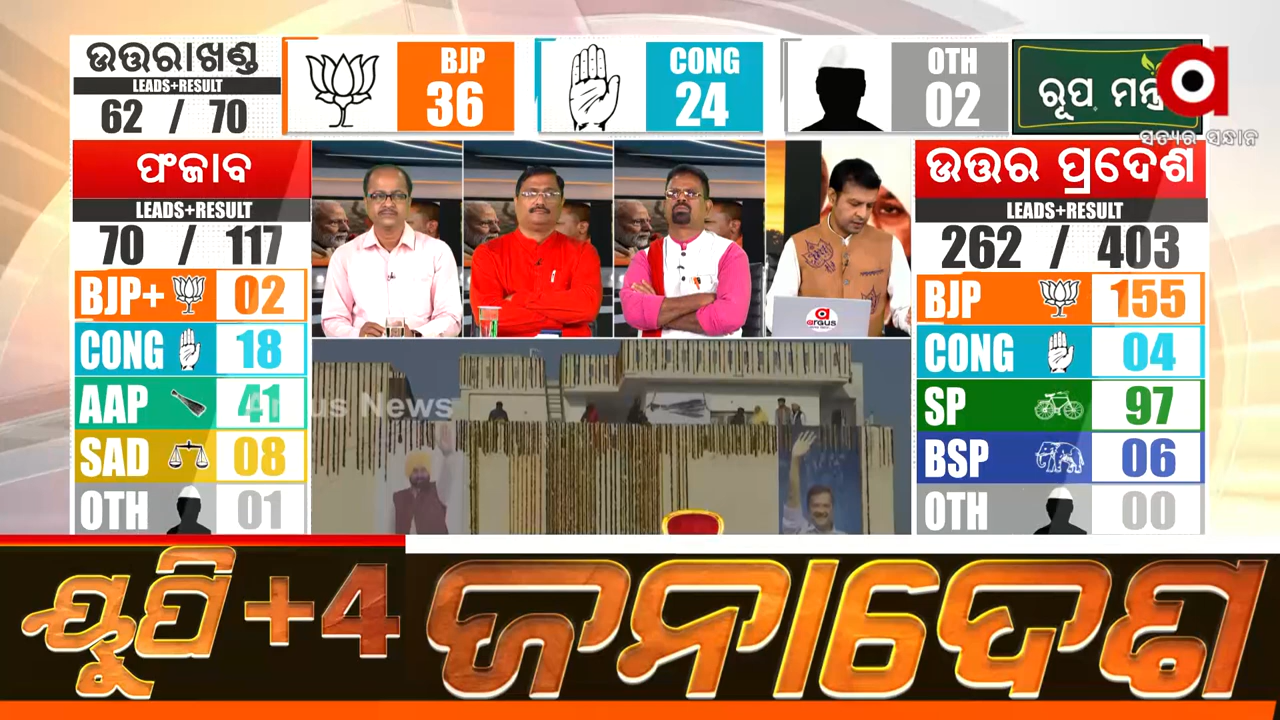 ଉତ୍ତରାଖଣ୍ଡ
LEADS+RESULT
62 / 70
BJP
36
CONG
24
OTH
02
ରୂପ ମନ୍ତ୍ର
a
ସତ୍ୟର ସନ୍ଧାନ
ପଂଜାବ
LEADS+RESULT
70 / 117
BJP+ 02
CONG 18
AAP 41
SAD 08
OTH 01
a
argus
Argus News
ଉତ୍ତର ପ୍ରଦେଶ
LEADS+RESULT
262 / 403
BJP 155
CONG 04
SP 97
BSP 06
OTH 00
ୟୁପି +4 ଜନାଦେଶ